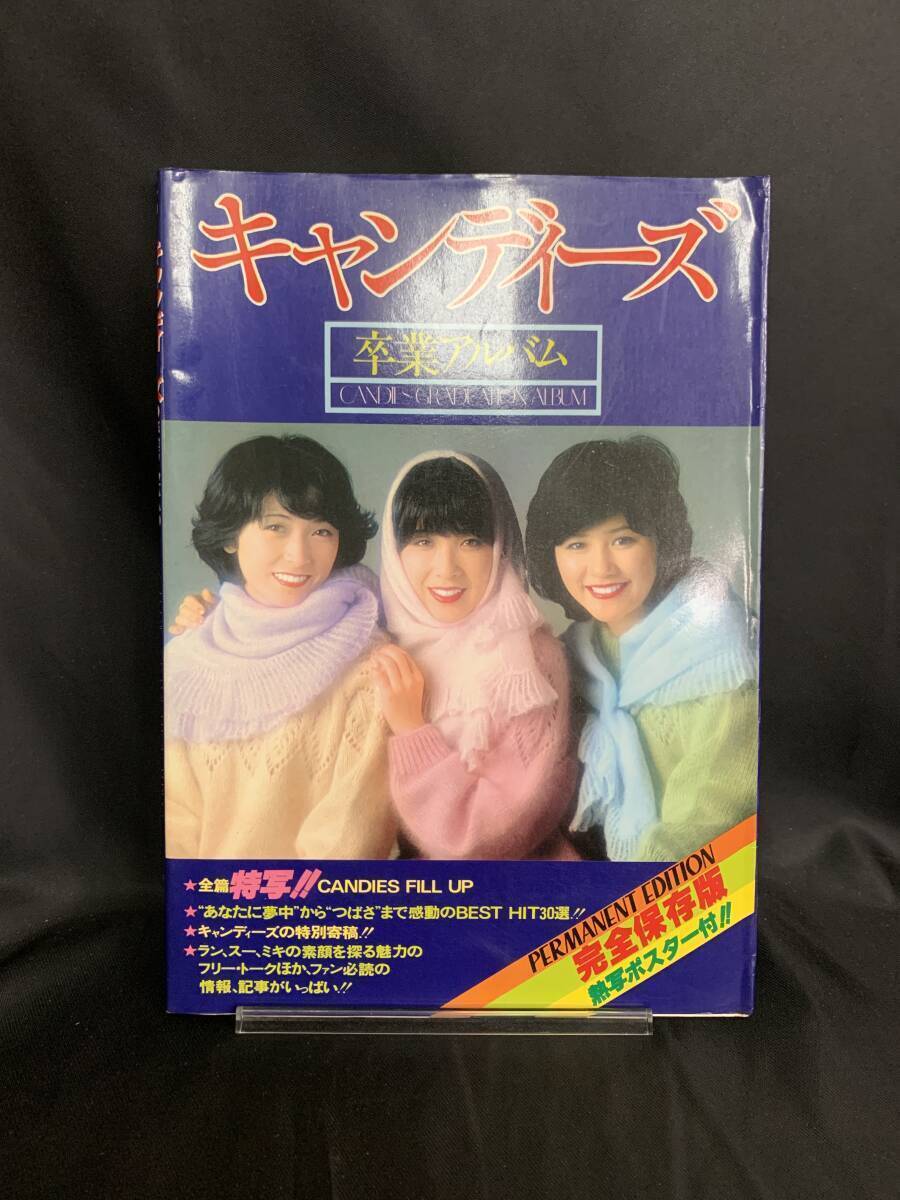 キャンディーズ
卒業アルバム
CANDIES GRADUATION ALBUM
★全篇特写!! CANDIES FILL UP
★"あなたに夢中"から"つばさ"まで感動のBEST HIT30選!!
★キャンディーズの特別寄稿!!
★ラン、スー、ミキの素顔を探る魅力の
フリー・トークほか、ファン必読の
情報、記事がいっぱい!!
PERMANENT EDITION
完全保存版
熱写ポスター付!!